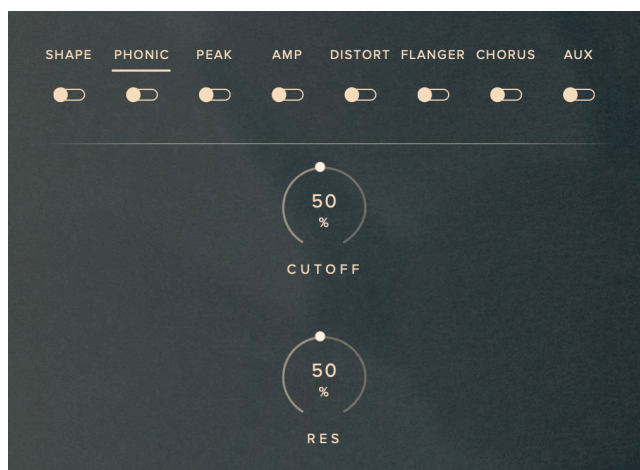 SHAPE PHONIC PEAK AMP DISTORT FLANGER CHORUS AUX
50
%
CUTOFF
50
%
RES